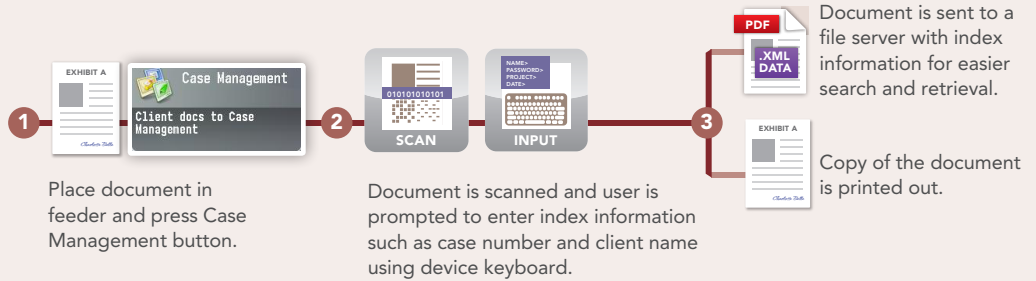 1
EXHIBIT A
Claudette Bells
Case Management
Client docs to Case
Management
Place document in
feeder and press Case
Management button.
2
010101010101
SCAN
NAME>
PASSWORD>
PROJECT>
DATE>
INPUT
Document is scanned and user is
prompted to enter index information
such as case number and client name
using device keyboard.
3
PDF
.XML
DATA
Document is sent to a
file server with index
information for easier
search and retrieval.
EXHIBIT A
Copy of the document
is printed out.